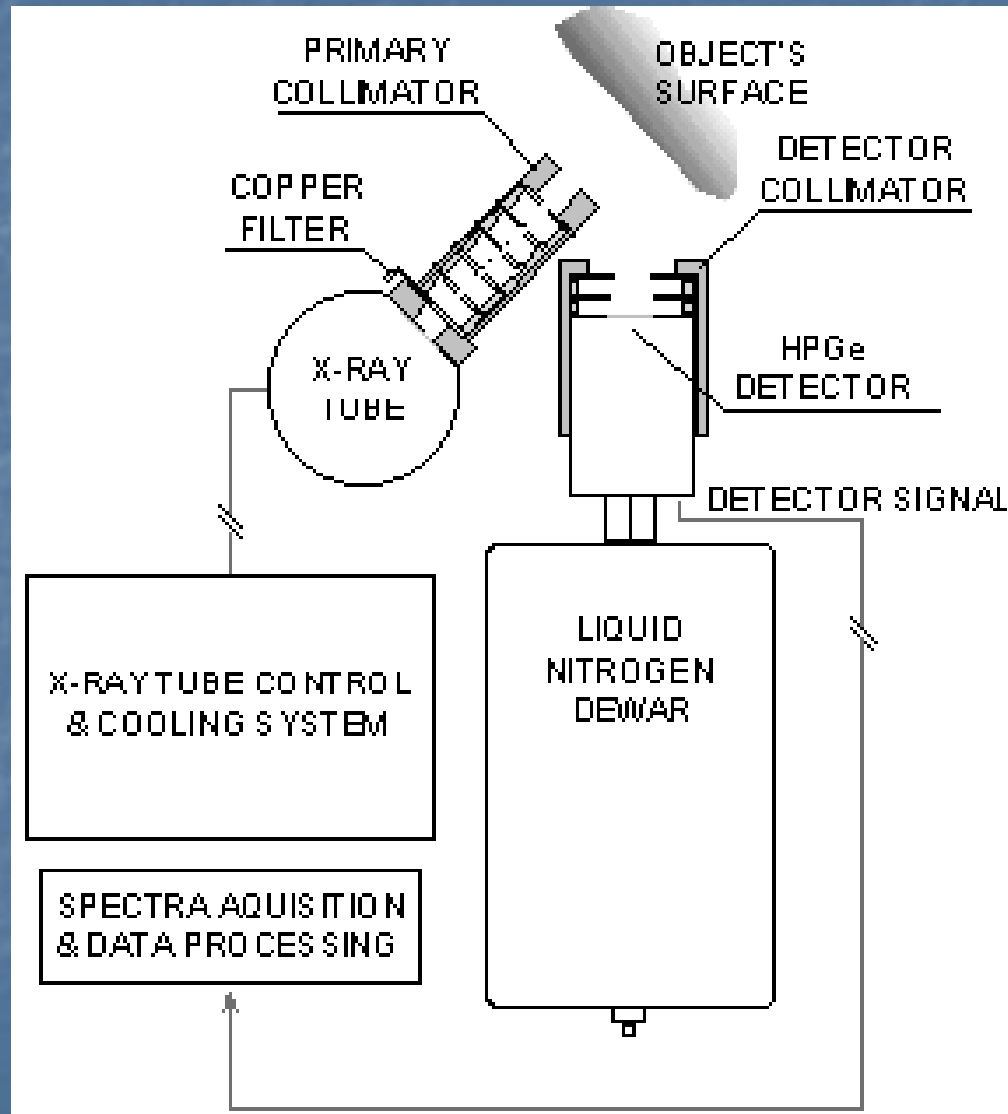 PRIMARY
COLLIMATOR
OBJECT'S
SURFACE
DETECTOR
COLLIMATOR
COPPER
FILTER
X-RAY
TUBE
HPGe
DETECTOR
DETECTOR SIGNAL
X-RAY TUBE CONTROL
& COOLING SYSTEM
LIQUID
NITROGEN
DEWAR
SPECTRA AQUISITION
& DATA PROCESSING